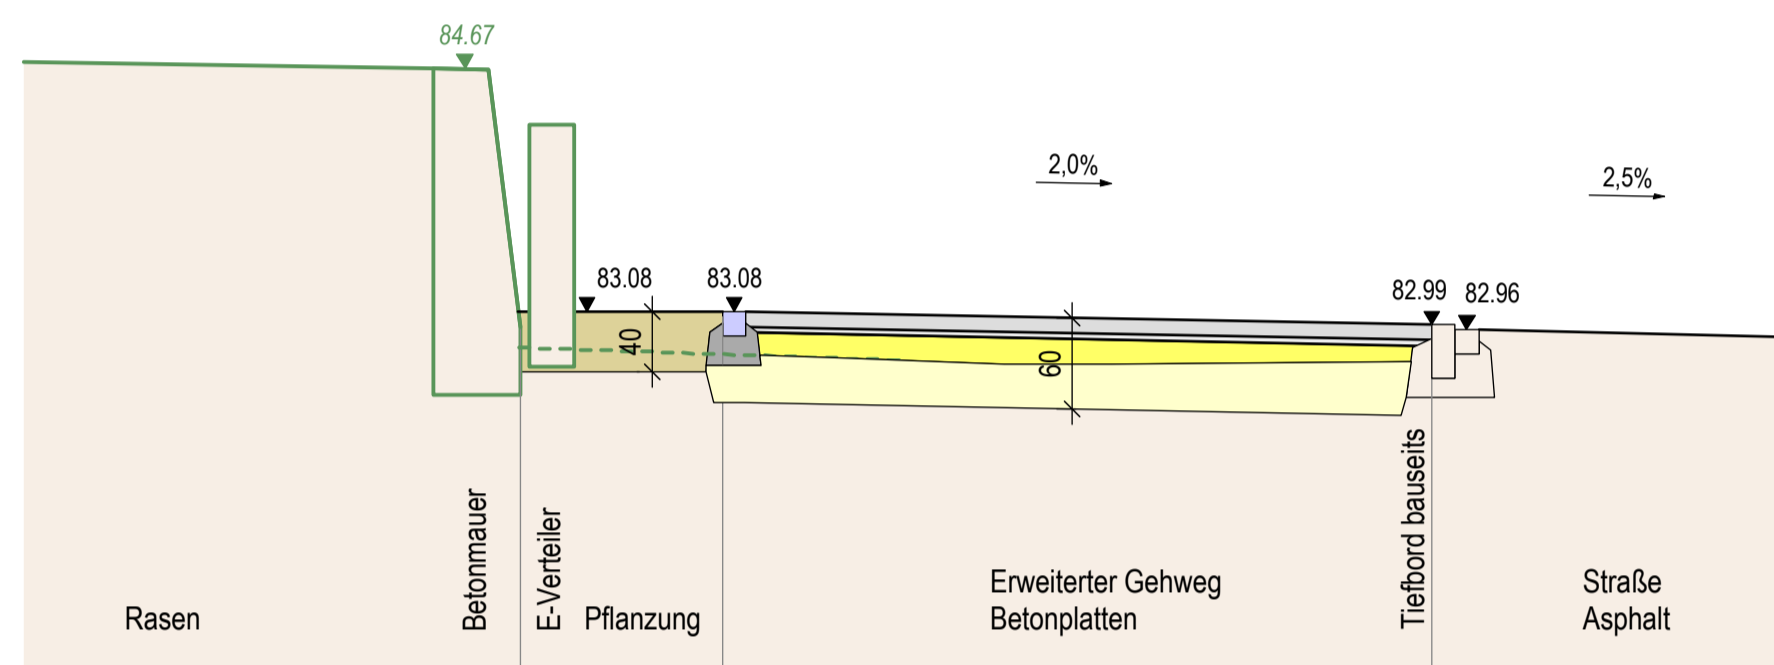 84.67
2,0%
2,5%
83.08
83.08
82.99
82.96
40
60
Rasen
Betonmauer
E-Verteiler
Pflanzung
Erweiterter Gehweg
Betonplatten
Tiefbord bauseits
Straße
Asphalt